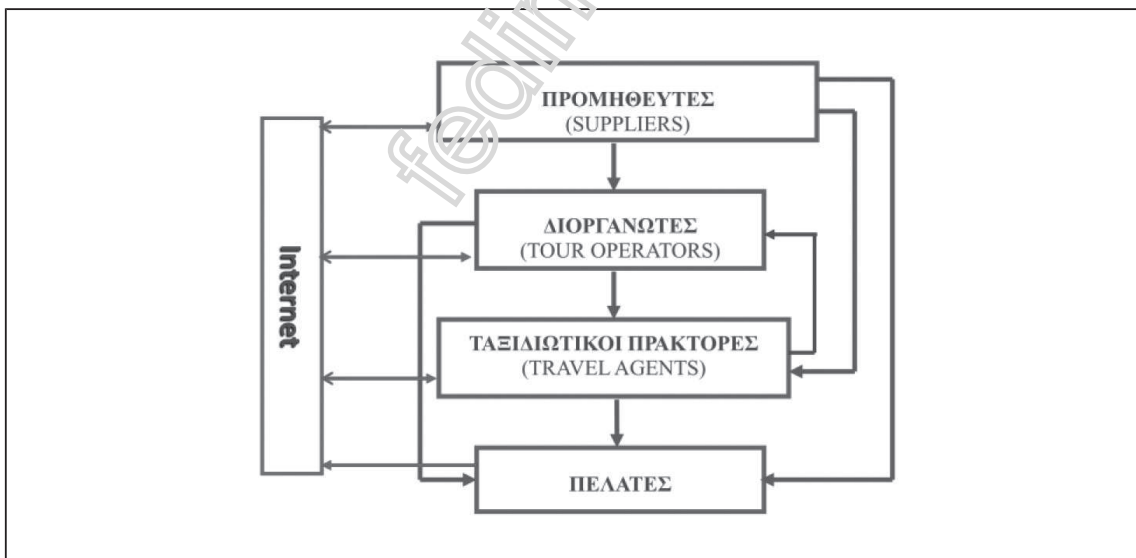 ΠΡΟΜΗΘΕΥΤΕΣ
(SUPPLIERS)
Internet
ΔΙΟΡΓΑΝΩΤΕΣ
(TOUR OPERATORS)
ΤΑΞΙΔΙΩΤΙΚΟΙ ΠΡΑΚΤΟΡΕΣ
(TRAVEL AGENTS)
ΠΕΛΑΤΕΣ